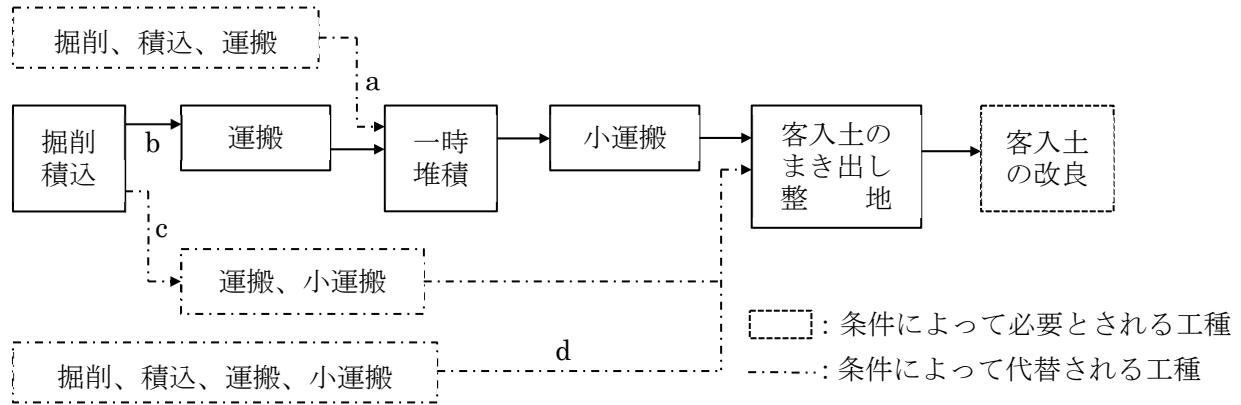 掘削、積込、運搬
a
掘削
積込
b
運搬
一時
堆積
小運搬
客入土の
まき出し
整　　地
客入土
の改良
c
運搬、小運搬
d
掘削、積込、運搬、小運搬
：条件によって必要とされる工種
：条件によって代替される工種